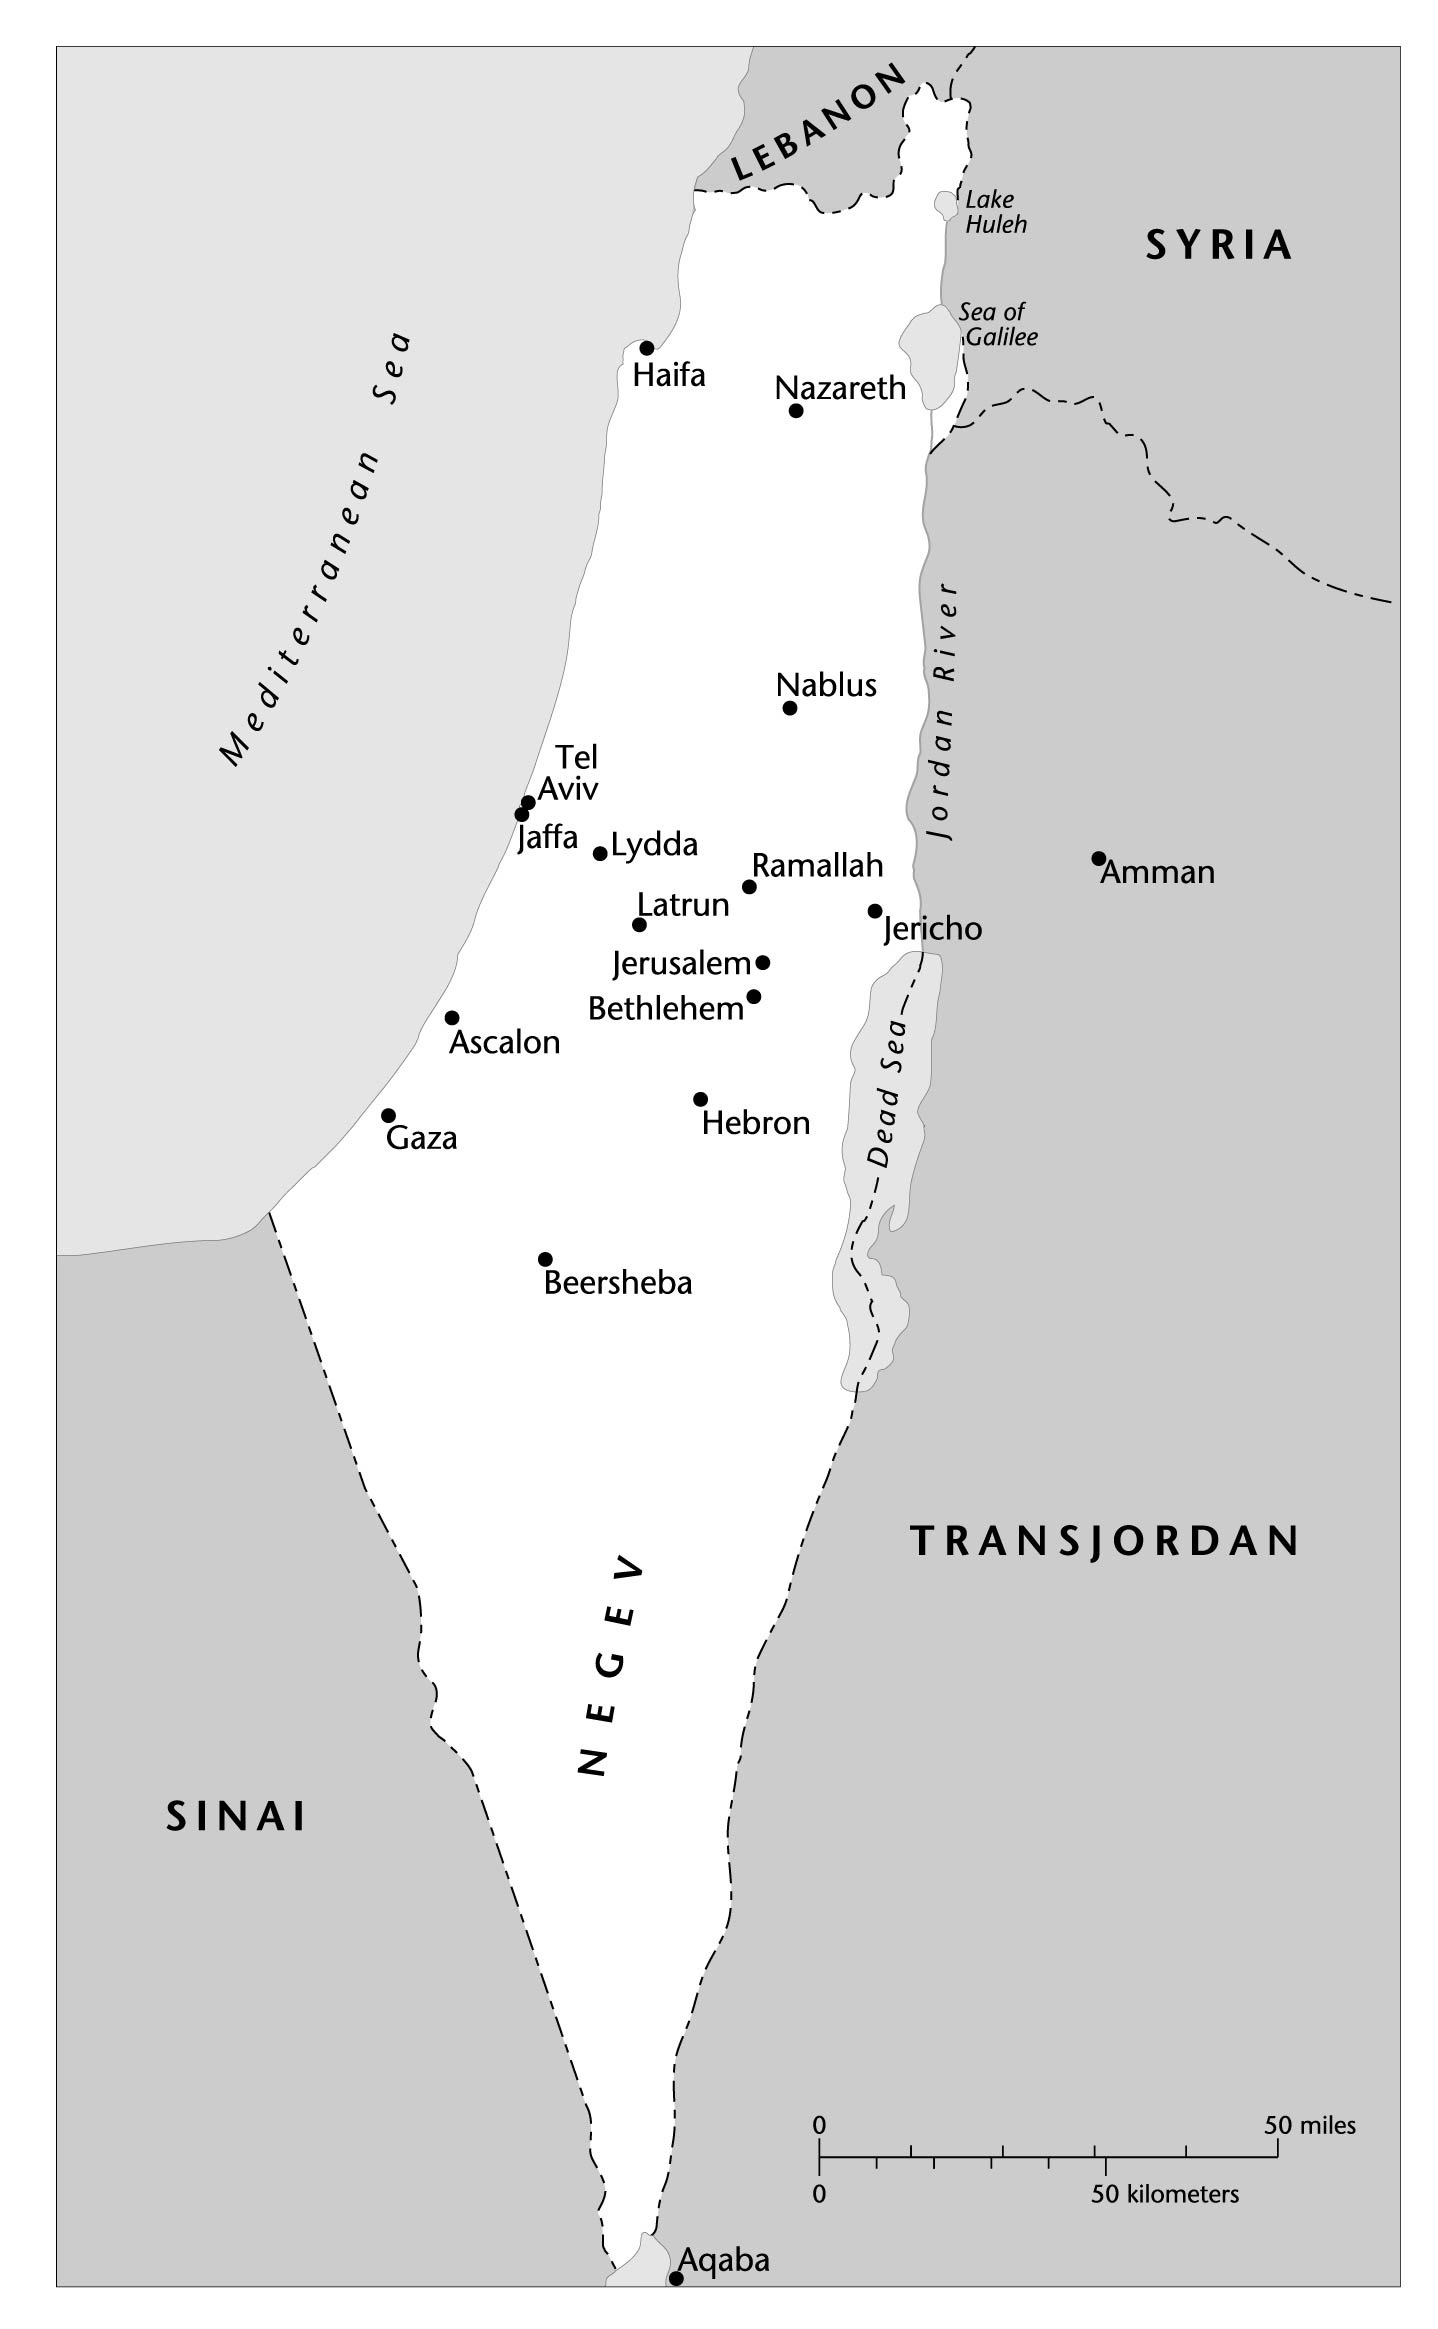 LEBANON
Lake
Huleh
SYRIA
Sea of
Galilee
Mediterranean Sea
Haifa
Nazareth
Jordan River
Nablus
Tel
Aviv
Jaffa
Lydda
Ramallah
Amman
Latrun
Jericho
Jerusalem
Bethlehem
Ascalon
Dead Sea
Hebron
Gaza
Beersheba
TRANSJORDAN
NEGEV
SINAI
0 50 miles
0 50 kilometers
Aqaba